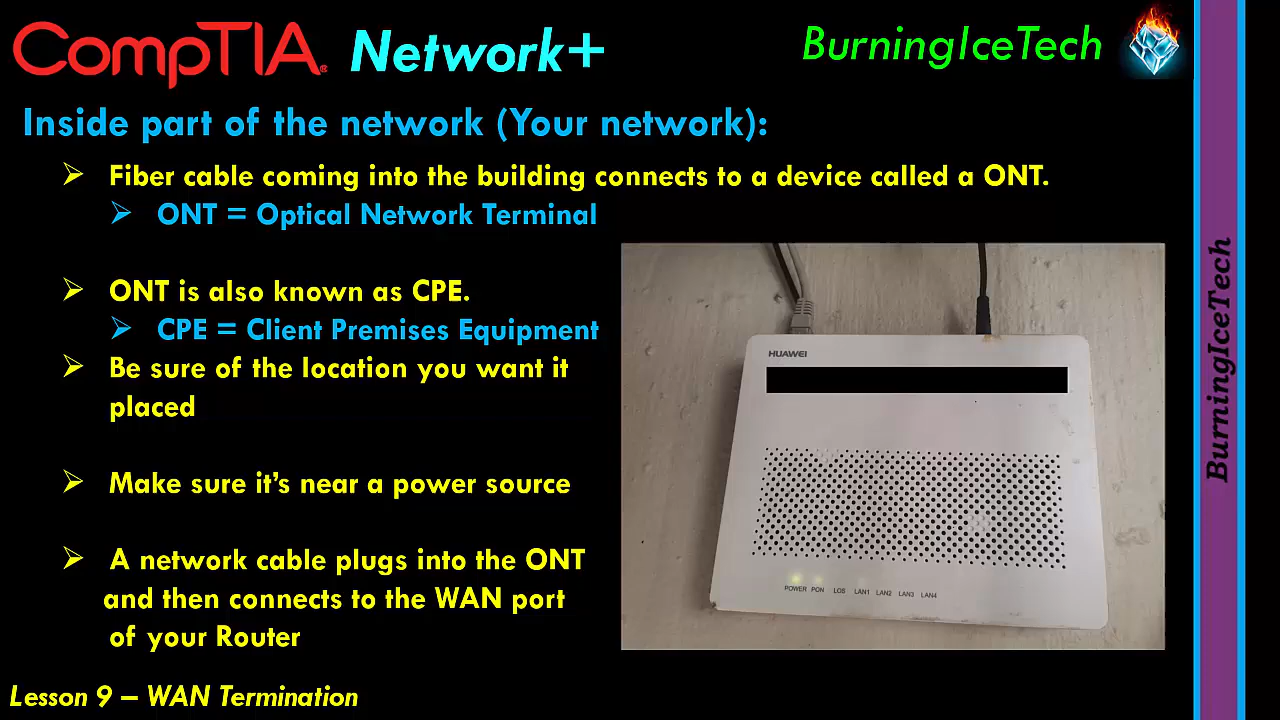 CompTIA® Network+
BurningIceTech
Inside part of the network (Your network):
Fiber cable coming into the building connects to a device called a ONT.
ONT = Optical Network Terminal
ONT is also known as CPE.
CPE = Client Premises Equipment
Be sure of the location you want it
placed
Make sure it's near a power source
A network cable plugs into the ONT
and then connects to the WAN port
of your Router
HUAWEI
POWER PON LOS LAN1 LAN2 LAN3 LAN4
Lesson 9 – WAN Termination
BurningIceTech